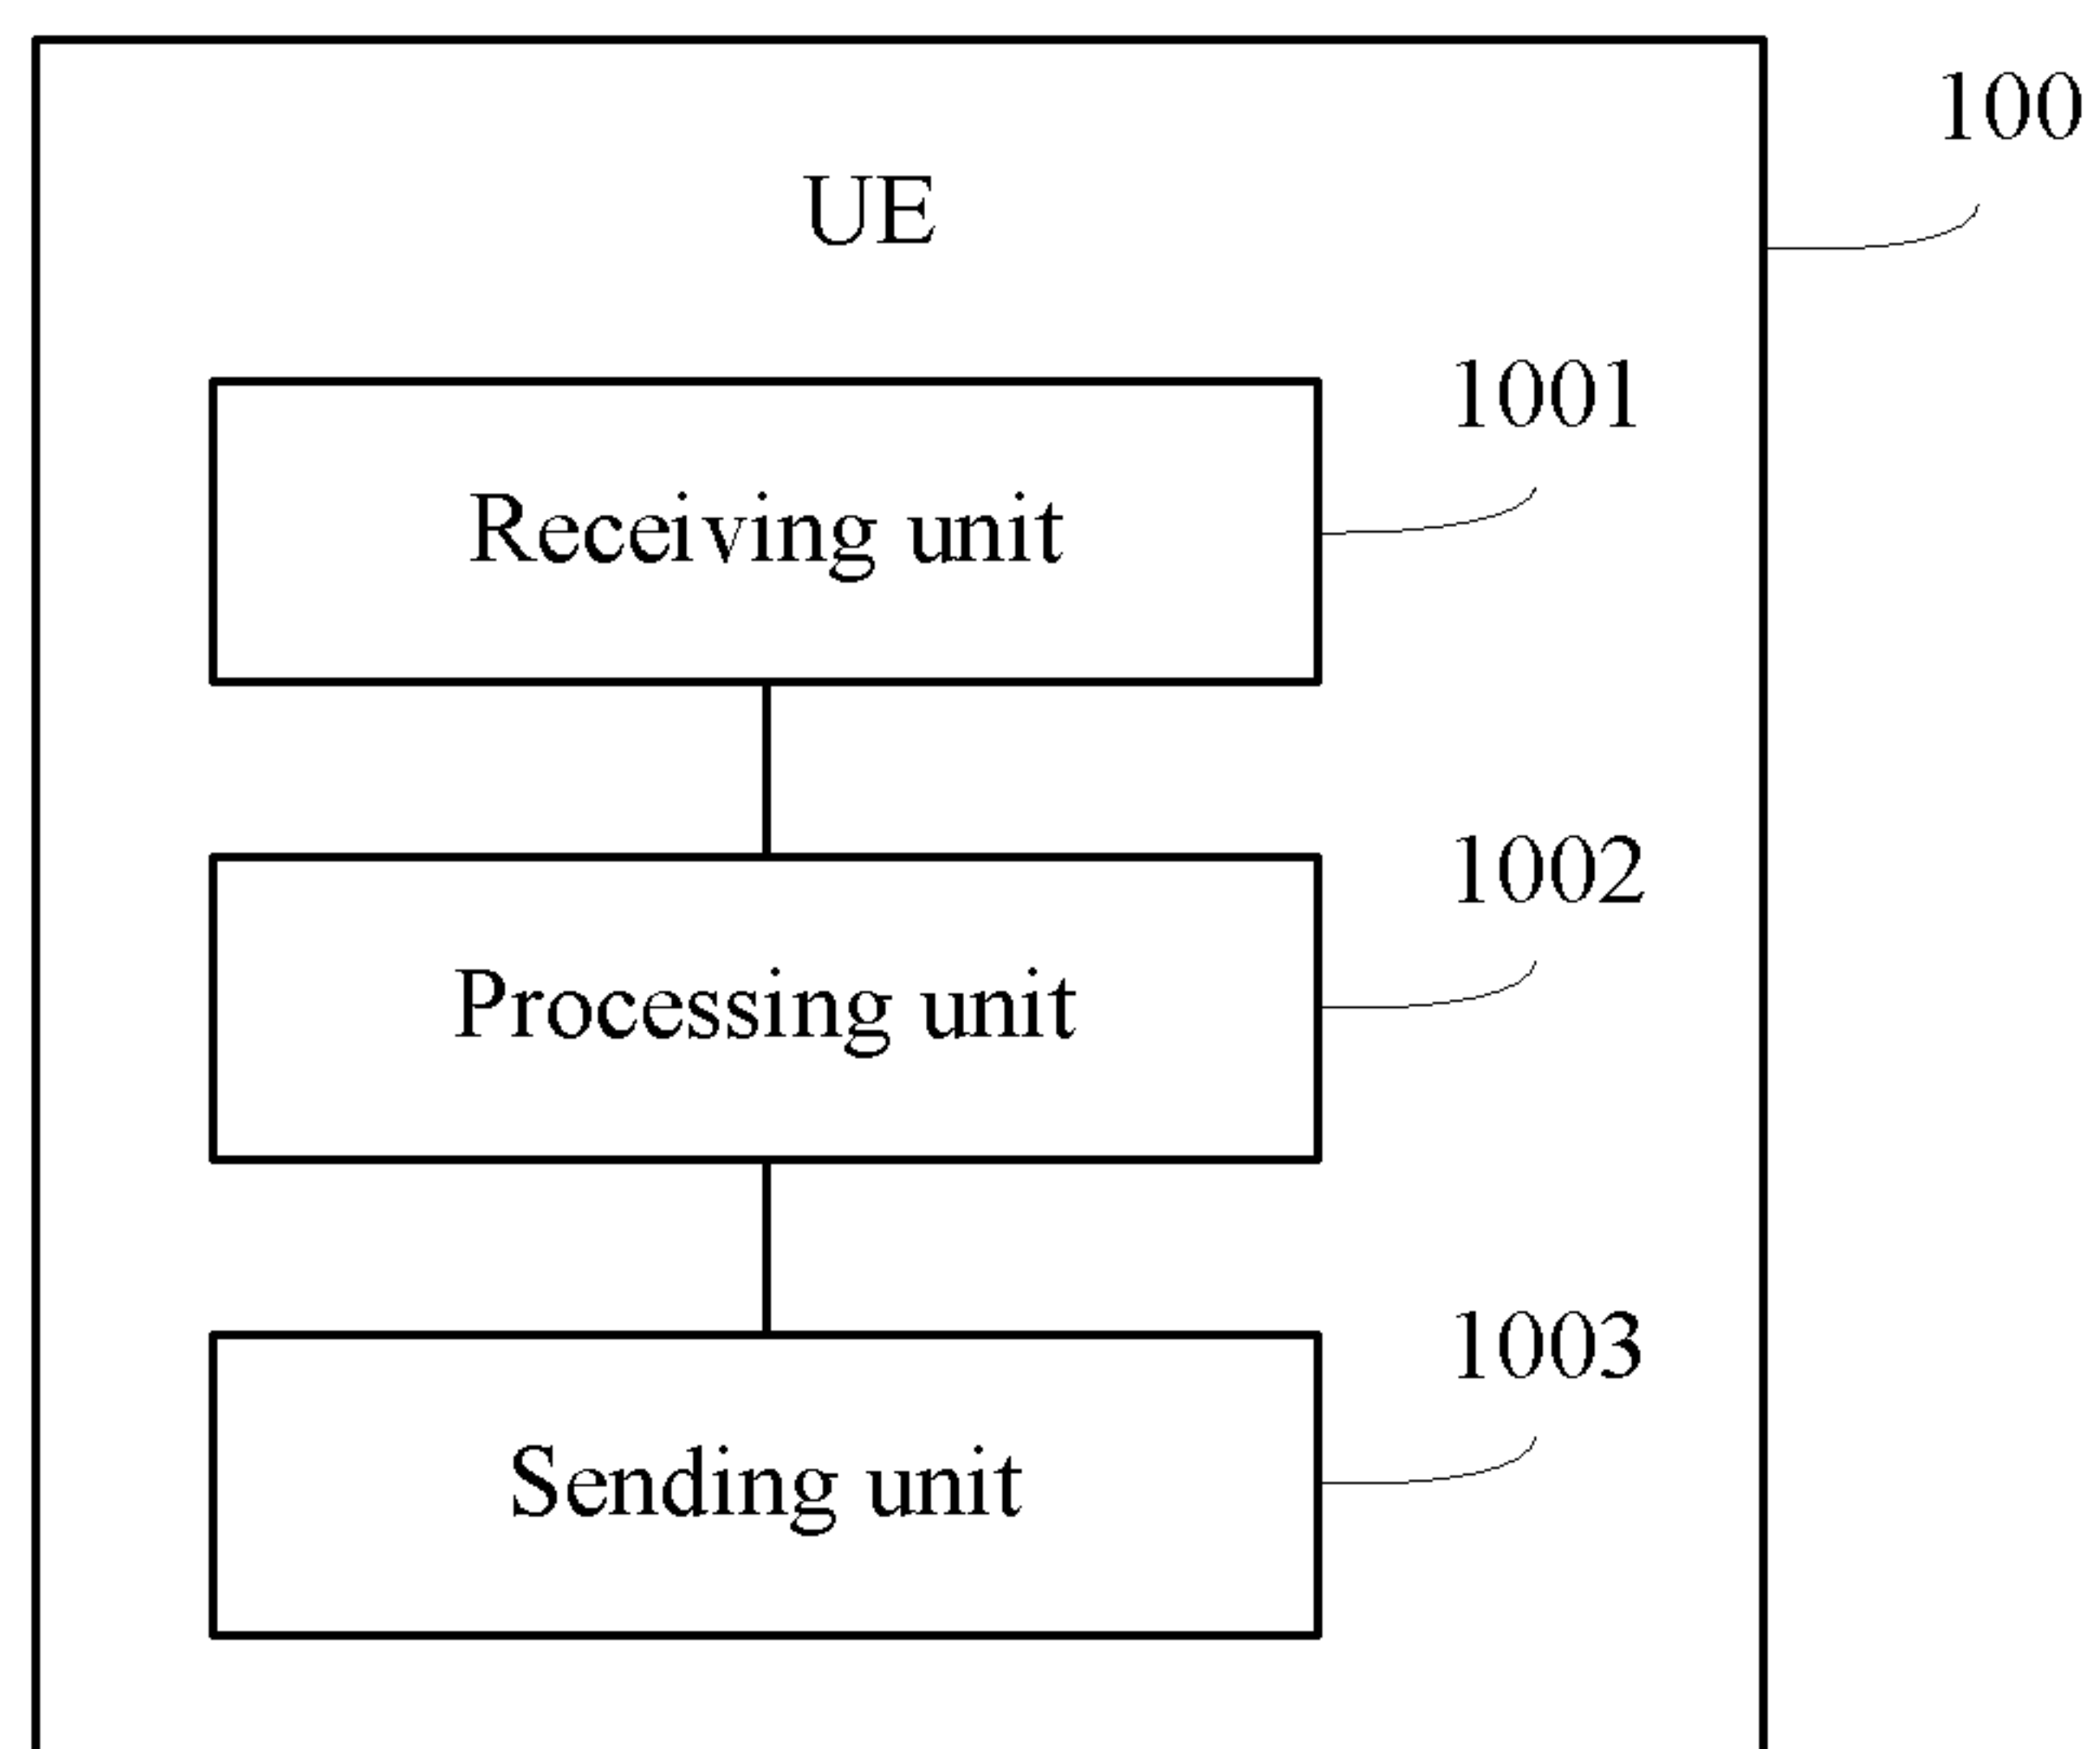 100
UE
1001
Receiving unit
1002
Processing unit
1003
Sending unit